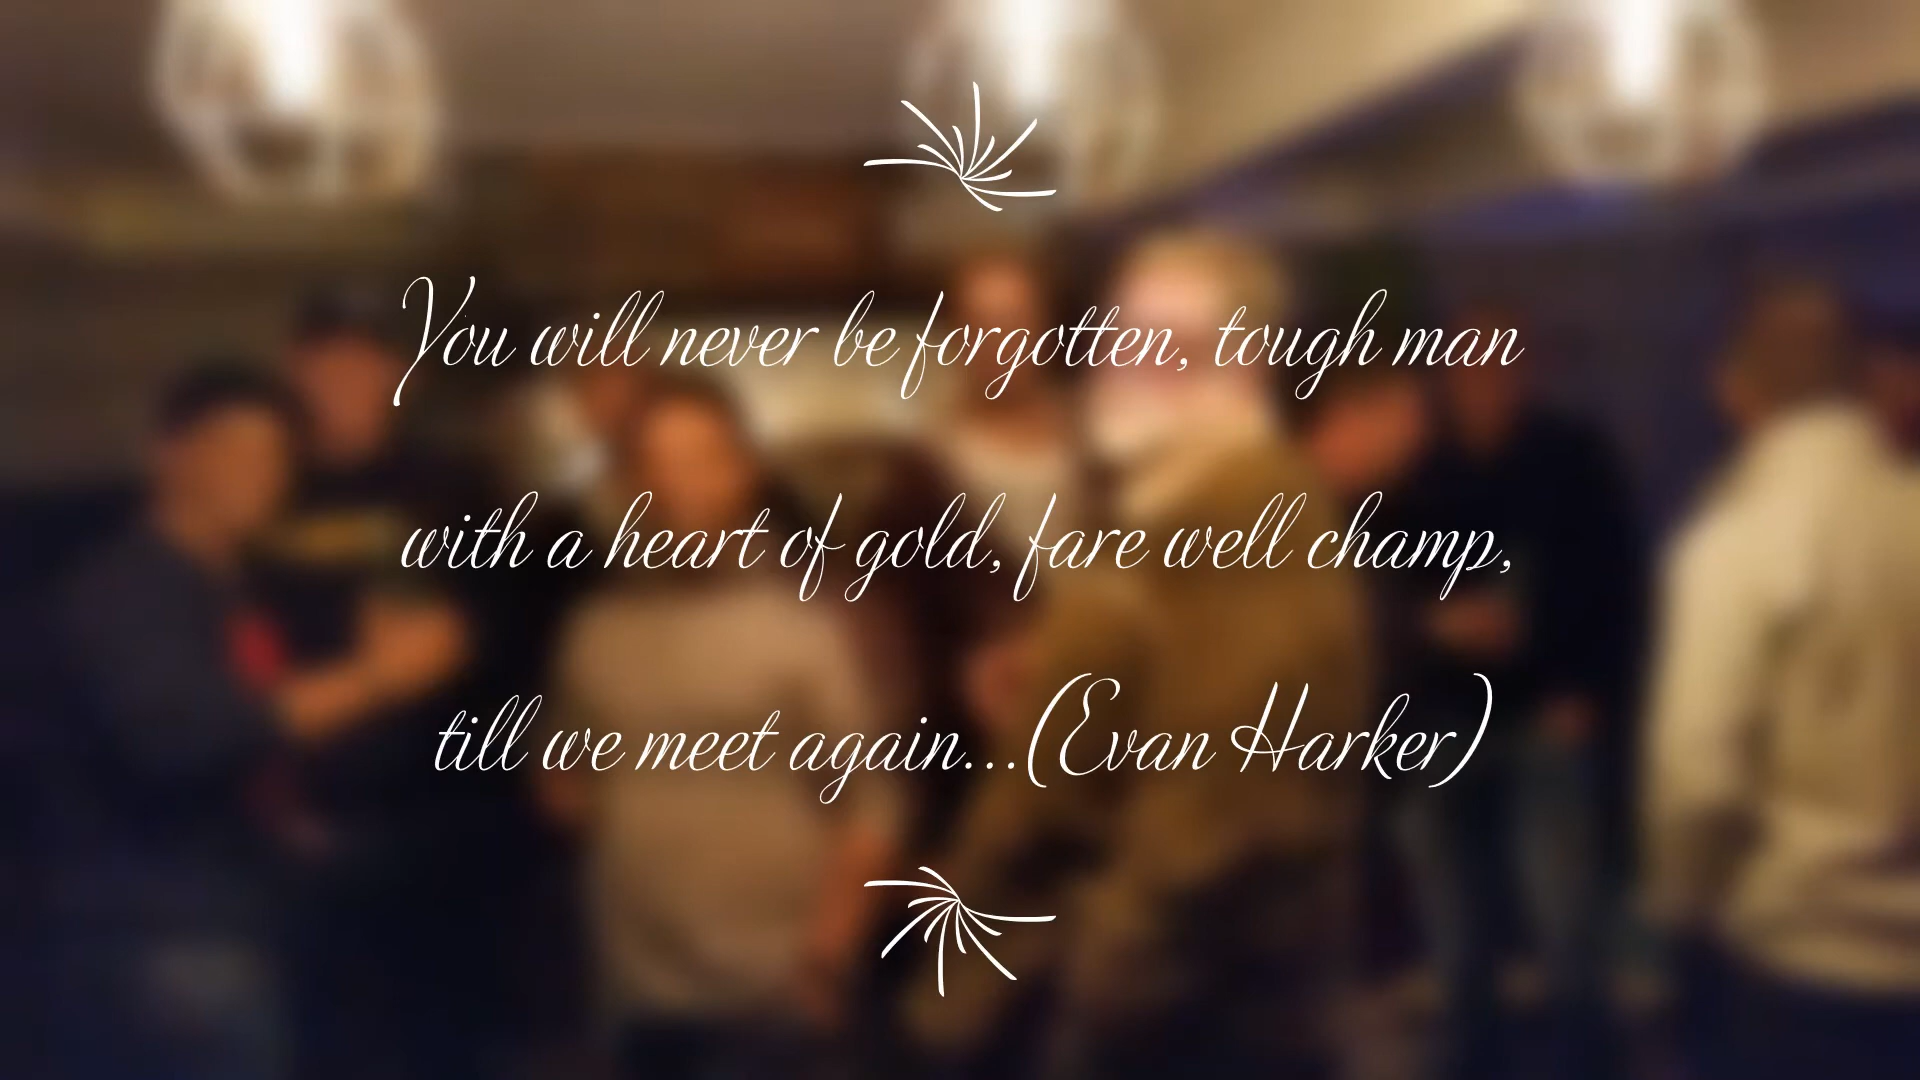 You will never be forgotten, tough man
with a heart of gold, fare well champ,
till we meet again...(Evan Harker)